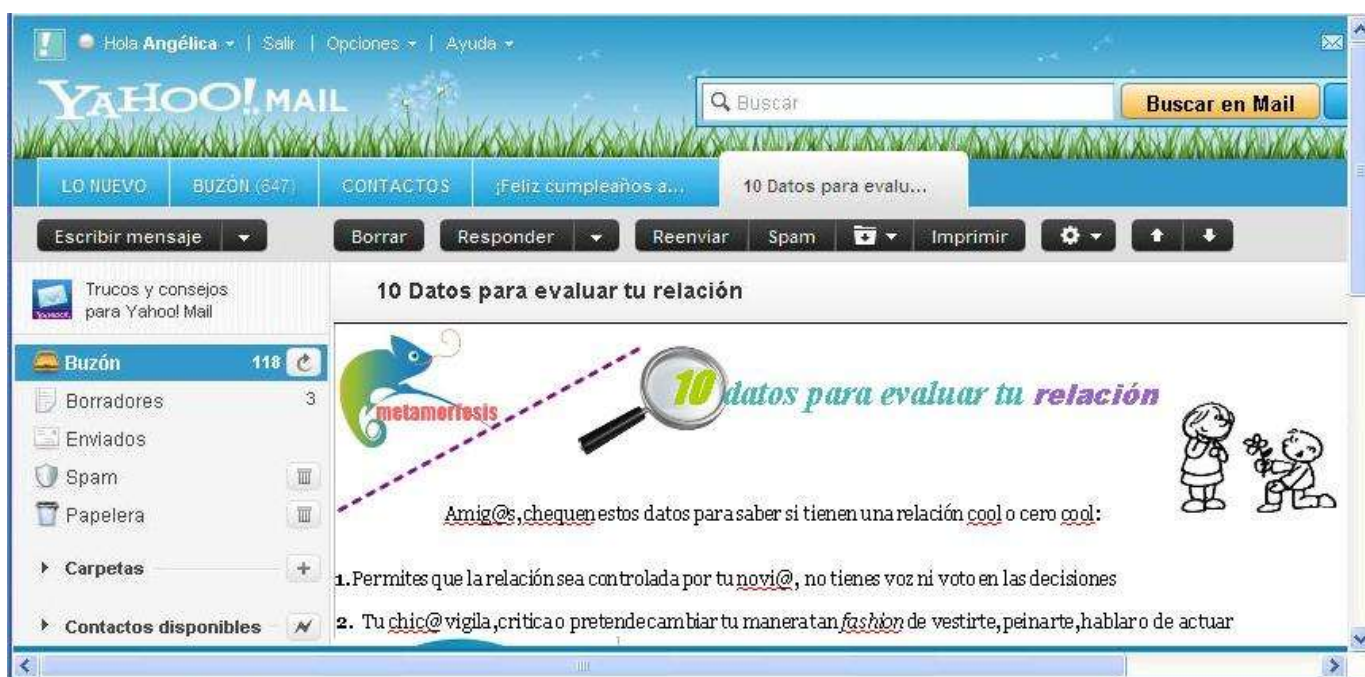 Hola Angélica | Salir | Opciones | Ayuda
YAHOO! MAIL
Buscar
Buscar en Mail
LO NUEVO BUZÓN (647) CONTACTOS ¡Feliz cumpleaños a... 10 Datos para evalu...
Escribir mensaje Borrar Responder Reenviar Spam Imprimir
Trucos y consejos
para Yahoo! Mail
10 Datos para evaluar tu relación
Buzón 118
Borradores 3
Enviados
Spam
Papelera
Carpetas
Contactos disponibles
metamorfosis
10 datos para evaluar tu relación
Amig@s, chequen estos datos para saber si tienen una relación cool o cero cool:
1. Permites que la relación sea controlada por tu novi@, no tienes voz ni voto en las decisiones
2. Tu chic@ vigila, critica o pretende cambiar tu manera tan fashion de vestirte, peinarte, hablar o de actuar